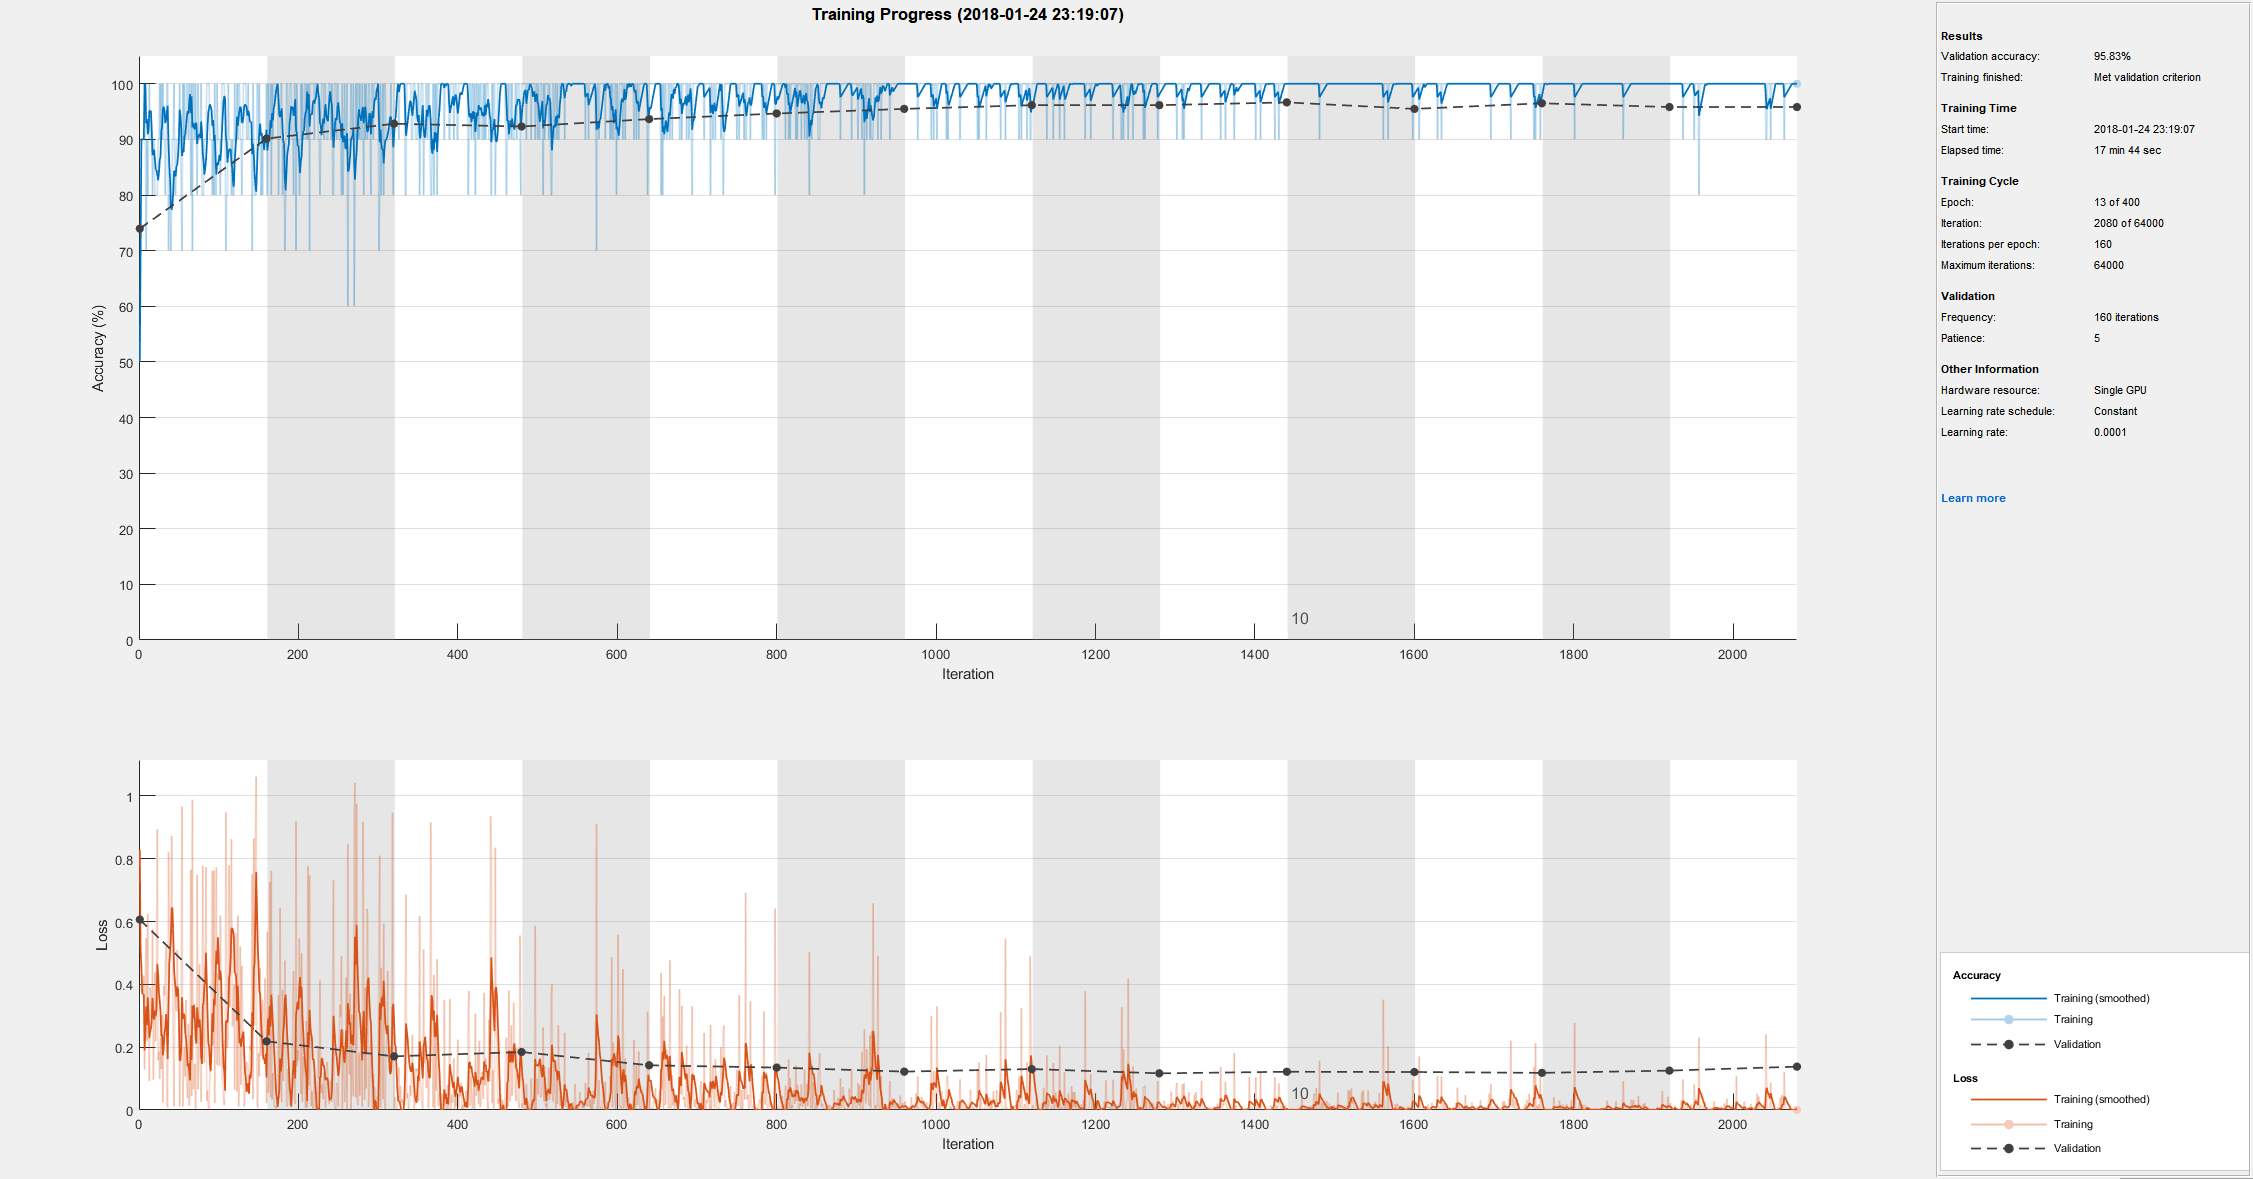 Training Progress (2018-01-24 23:19:07)
100
90
80
70
60
50
40
30
20
10
0
Accuracy (%)
10
0 200 400 600 800 1000 1200 1400 1600 1800 2000
Iteration
1
0.8
0.6
0.4
0.2
0
Loss
10
0 200 400 600 800 1000 1200 1400 1600 1800 2000
Iteration
Results
Validation accuracy: 95.83%
Training finished: Met validation criterion
Training Time
Start time: 2018-01-24 23:19:07
Elapsed time: 17 min 44 sec
Training Cycle
Epoch: 13 of 400
Iteration: 2080 of 64000
Iterations per epoch: 160
Maximum iterations: 64000
Validation
Frequency: 160 iterations
Patience: 5
Other Information
Hardware resource: Single GPU
Learning rate schedule: Constant
Learning rate: 0.0001
Learn more
Accuracy
Training (smoothed)
Training
Validation
Loss
Training (smoothed)
Training
Validation